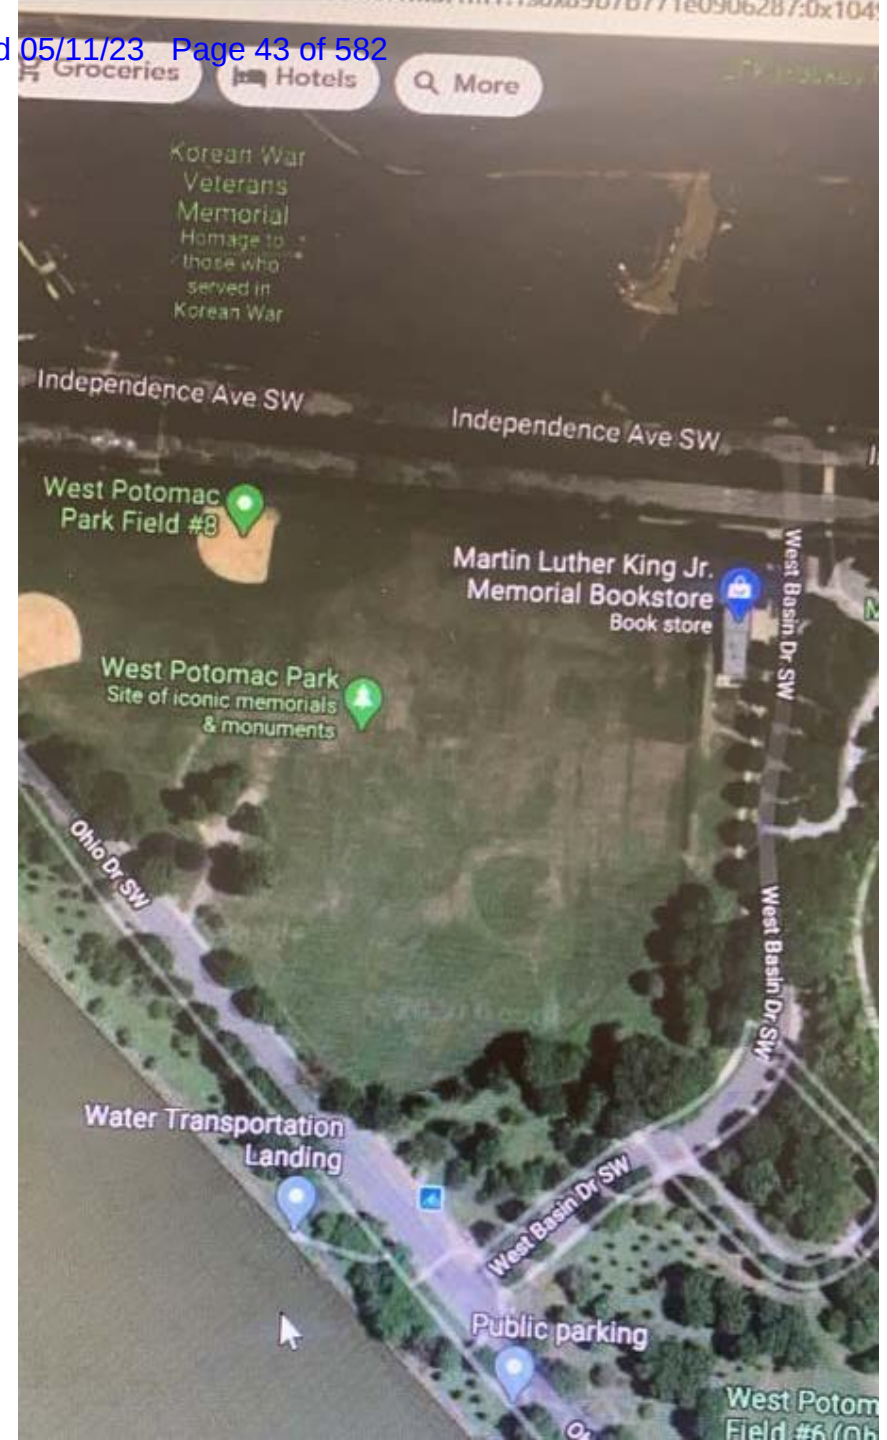 05/11/23 Page 43 of 582
Groceries
Hotels
More
Korean War
Veterans
Memorial
Homage to
those who
served in
Korean War
Independence Ave SW
Independence Ave SW
West Potomac
Park Field #8
Martin Luther King Jr.
Memorial Bookstore
Book store
West Basin Dr SW
West Potomac Park
Site of iconic memorials
& monuments
Ohio Dr SW
West Basin Dr SW
Water Transportation
Landing
West Basin Dr SW
Public parking
West Potom
Field #6 (Oh